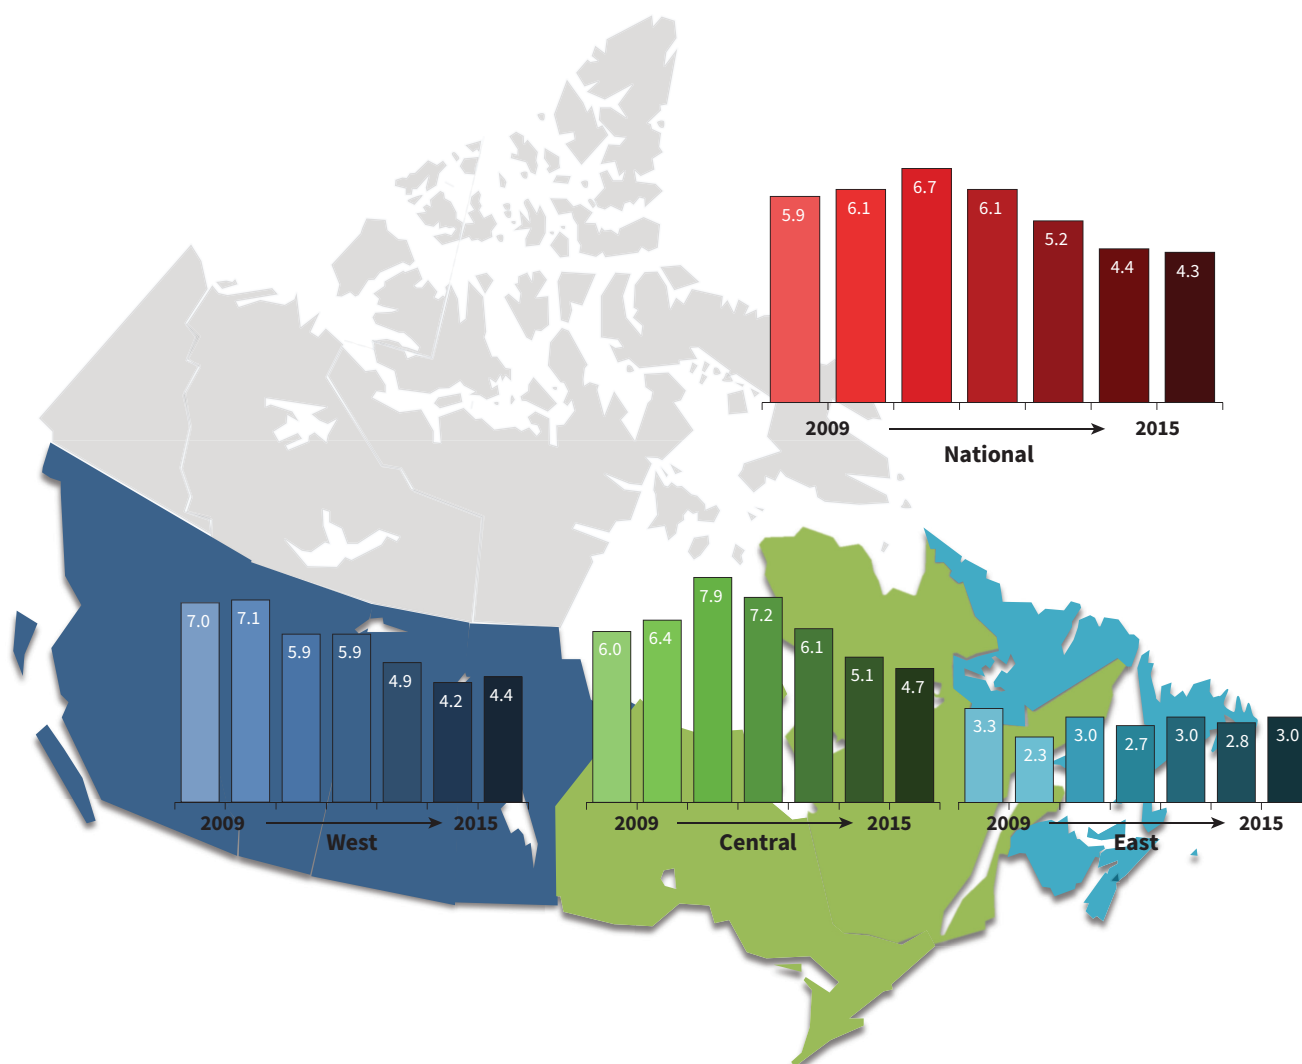 5.9 6.1 6.7 6.1 5.2 4.4 4.3
2009 2015
National
7.0 7.1 5.9 5.9 4.9 4.2 4.4
2009 2015
West
6.0 6.4 7.9 7.2 6.1 5.1 4.7
2009 2015
Central
3.3 2.3 3.0 2.7 3.0 2.8 3.0
2009 2015
East